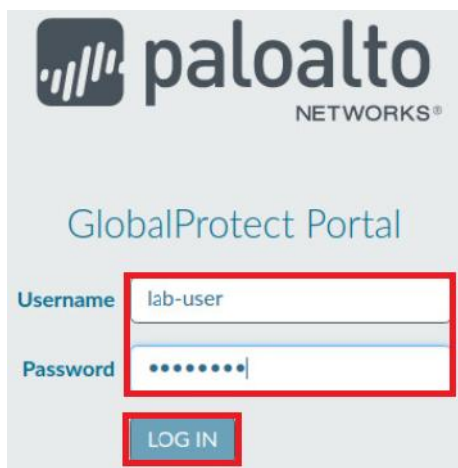 paloalto
NETWORKS®
GlobalProtect Portal
Username lab-user
Password ••••••••
LOG IN